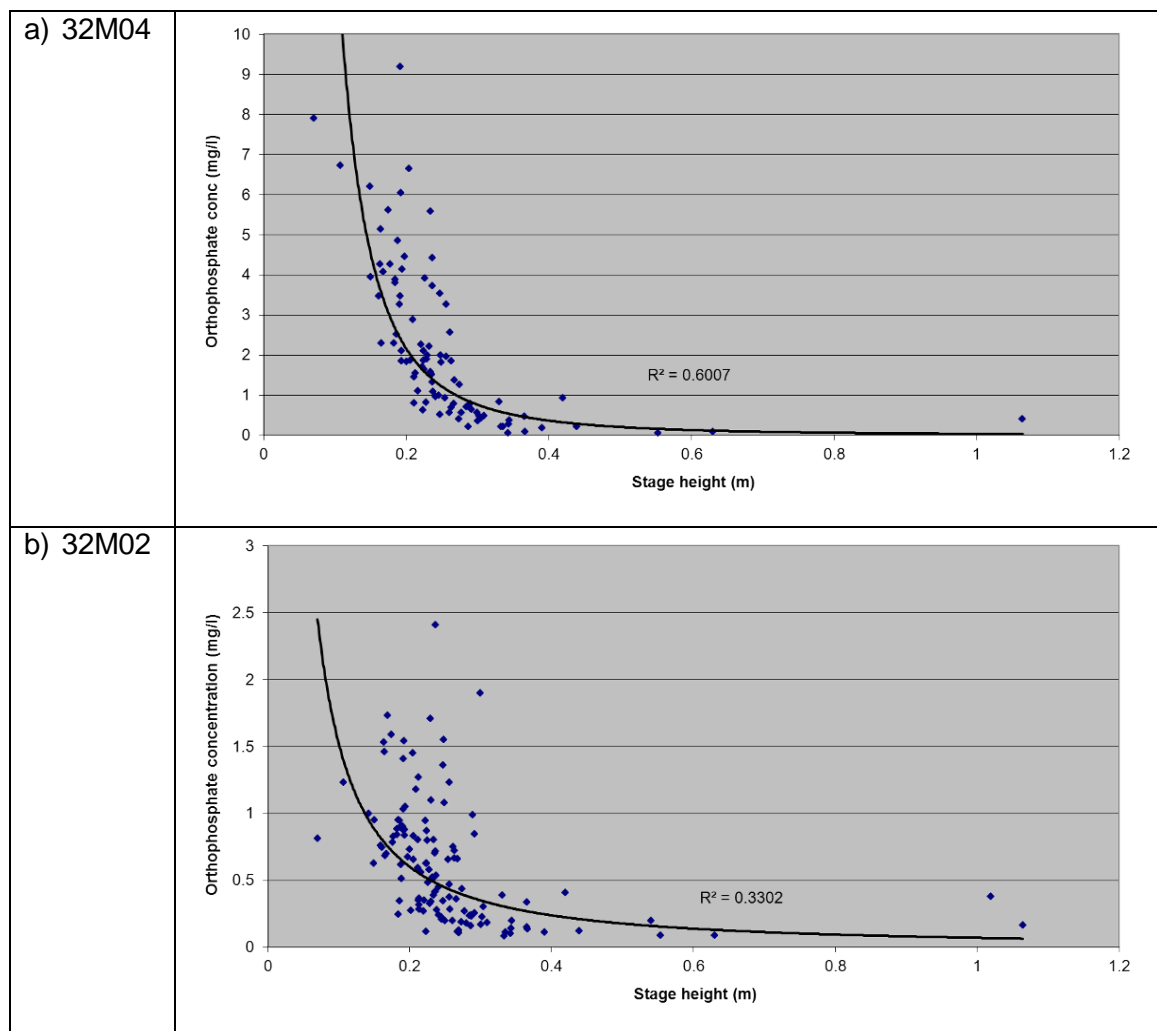 a) 32M04
10
9
8
7
6
5
4
3
2
1
0
Orthophosphate conc (mg/l)
R² = 0.6007
0 0.2 0.4 0.6 0.8 1 1.2
Stage height (m)
b) 32M02
3
2.5
2
1.5
1
0.5
0
Orthophosphate concentration (mg/l)
R² = 0.3302
0 0.2 0.4 0.6 0.8 1 1.2
Stage height (m)